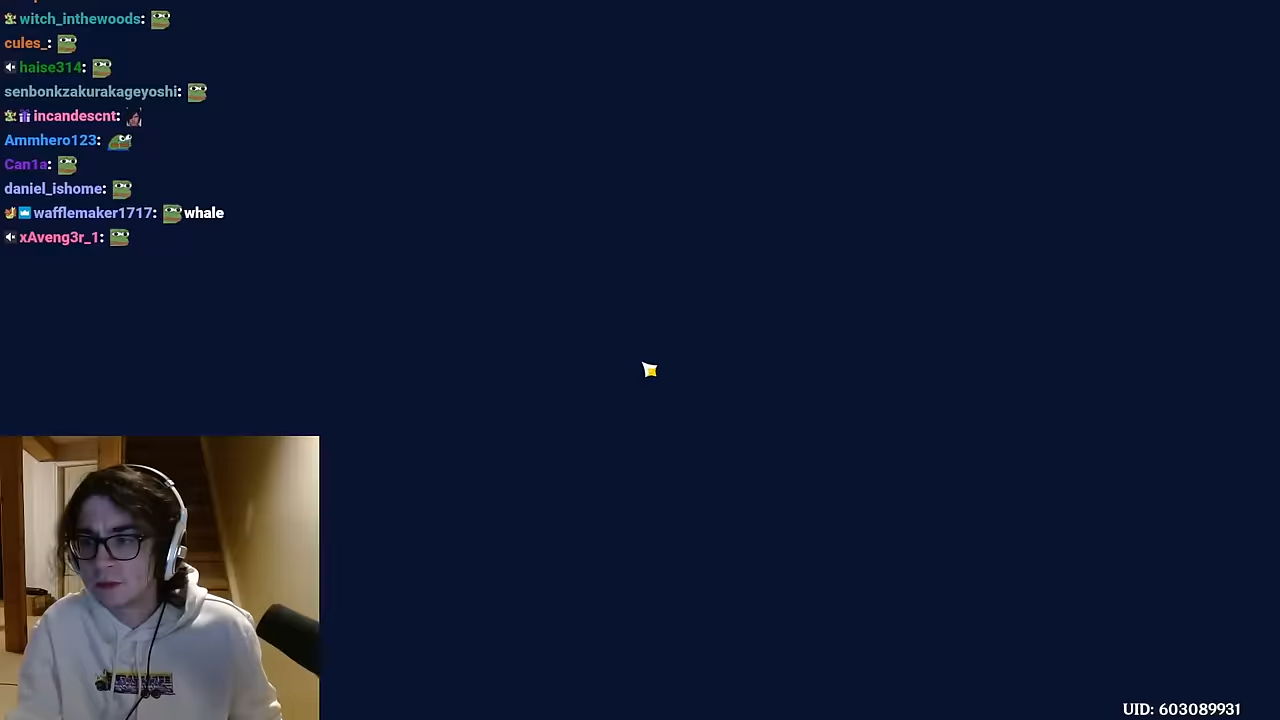 witch_inthewoods:
cules_:
haise314:
senbonkzakurakageyoshi:
incandescnt:
Ammhero123:
Can1a:
daniel_ishome:
wafflemaker1717: whale
xAveng3r_1:
UID: 603089931